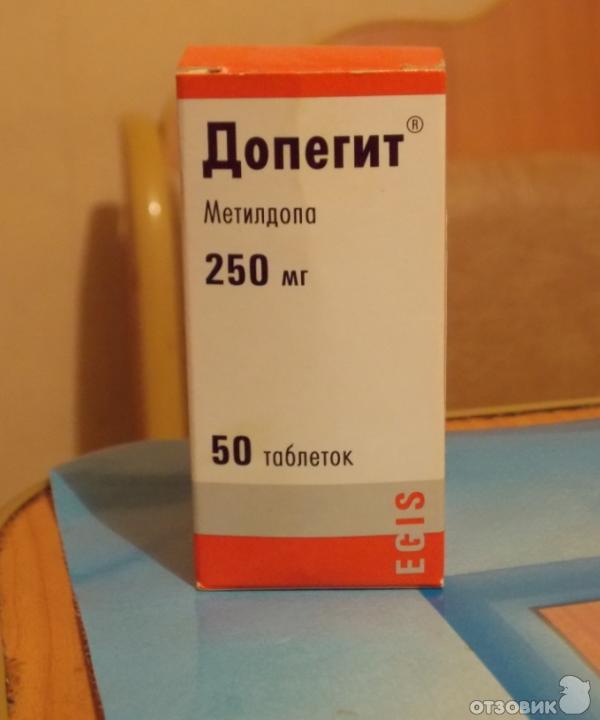 Допегит®
Метилдопа
250 мг
50 таблеток
EGIS
ОТЗОВИК